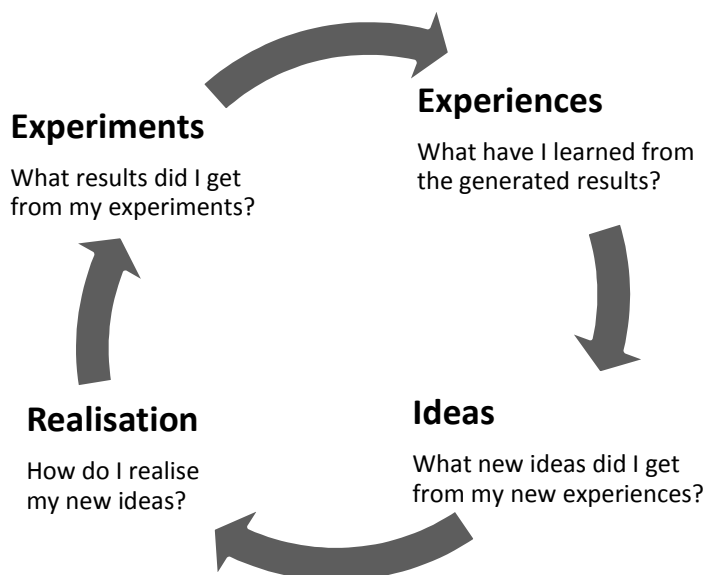 Experiments
What results did I get
from my experiments?
Experiences
What have I learned from
the generated results?
Ideas
What new ideas did I get
from my new experiences?
Realisation
How do I realise
my new ideas?